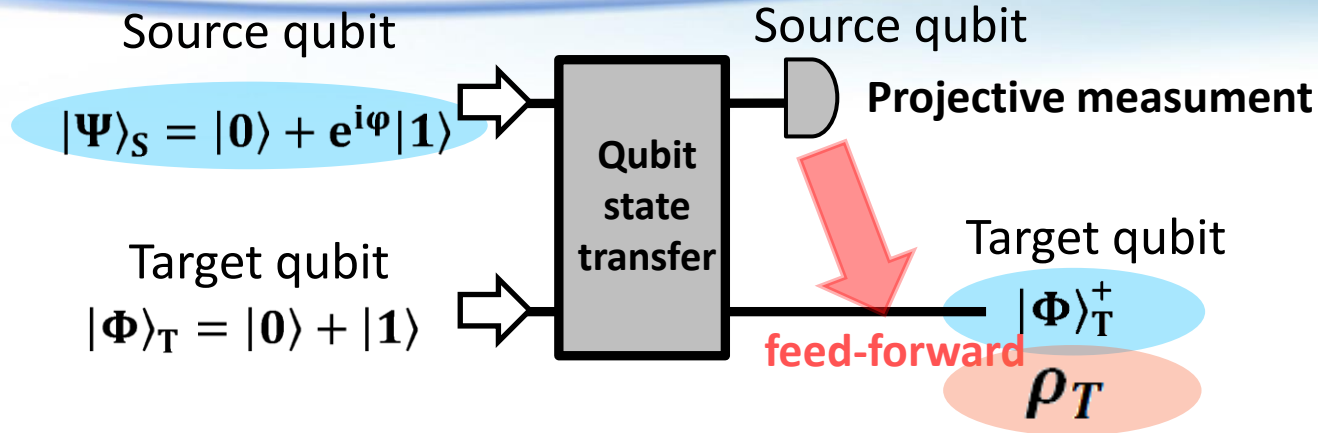 Source qubit
|Ψ⟩S = |0⟩ + e^iφ|1⟩
Target qubit
|Φ⟩T = |0⟩ + |1⟩
Qubit
state
transfer
Source qubit
Projective measument
feed-forward
Target qubit
|Φ⟩T^+
ρT